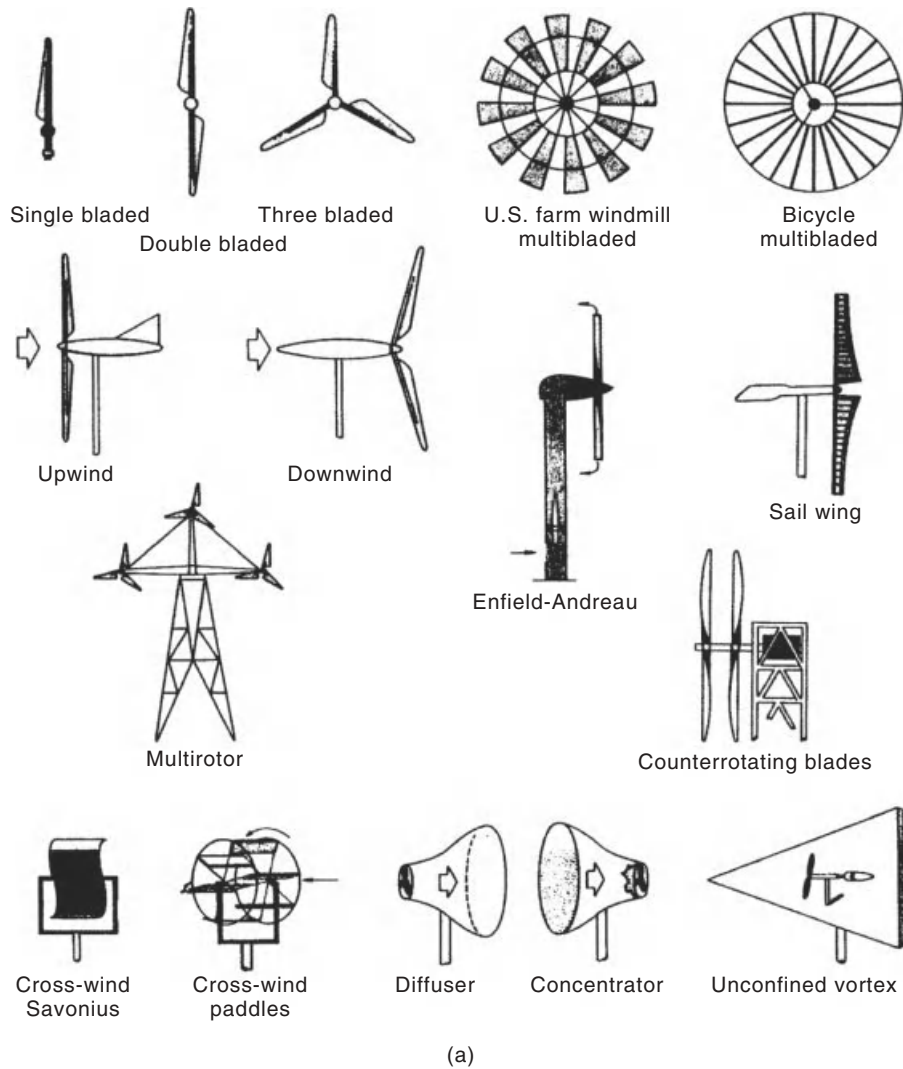 Single bladed
Double bladed
Three bladed
U.S. farm windmill
multibladed
Bicycle
multibladed
Upwind
Downwind
Enfield-Andreau
Sail wing
Multirotor
Counterrotating blades
Cross-wind
Savonius
Cross-wind
paddles
Diffuser
Concentrator
Unconfined vortex
(a)